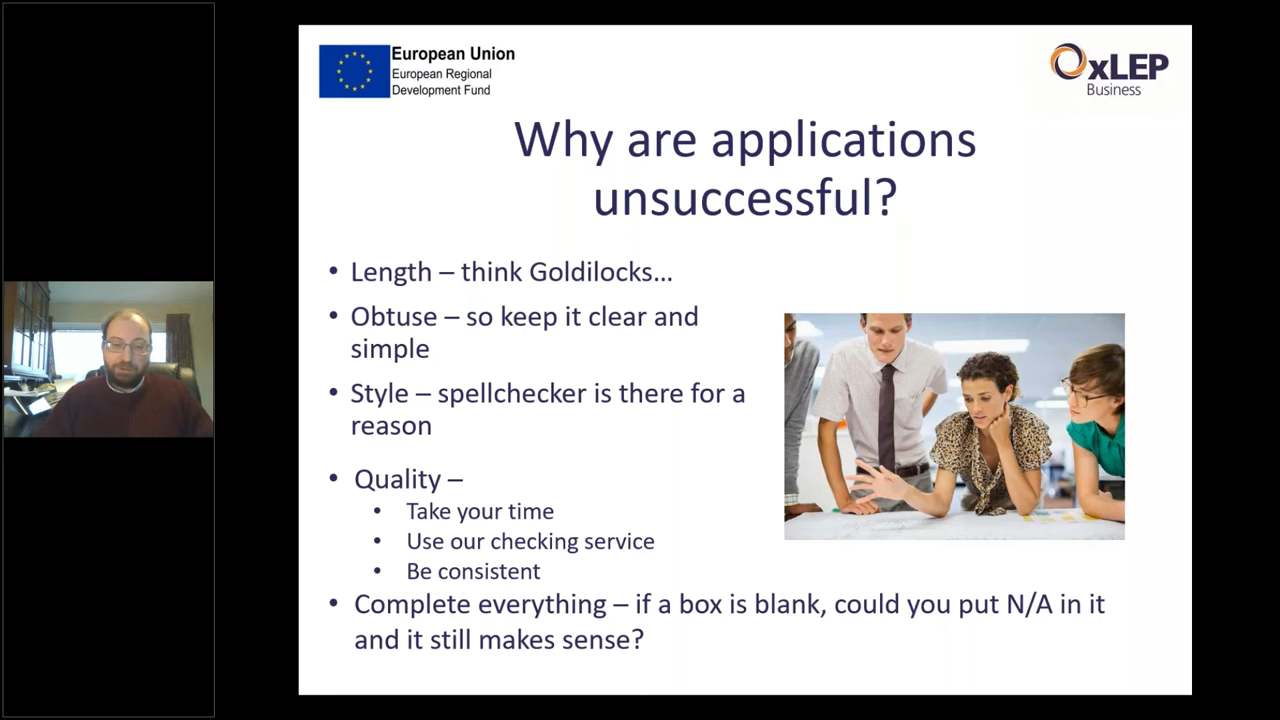 European Union
European Regional
Development Fund
OxLEP
Business
Why are applications
unsuccessful?
• Length – think Goldilocks...
• Obtuse – so keep it clear and
simple
• Style – spellchecker is there for a
reason
• Quality –
• Take your time
• Use our checking service
• Be consistent
• Complete everything – if a box is blank, could you put N/A in it
and it still makes sense?